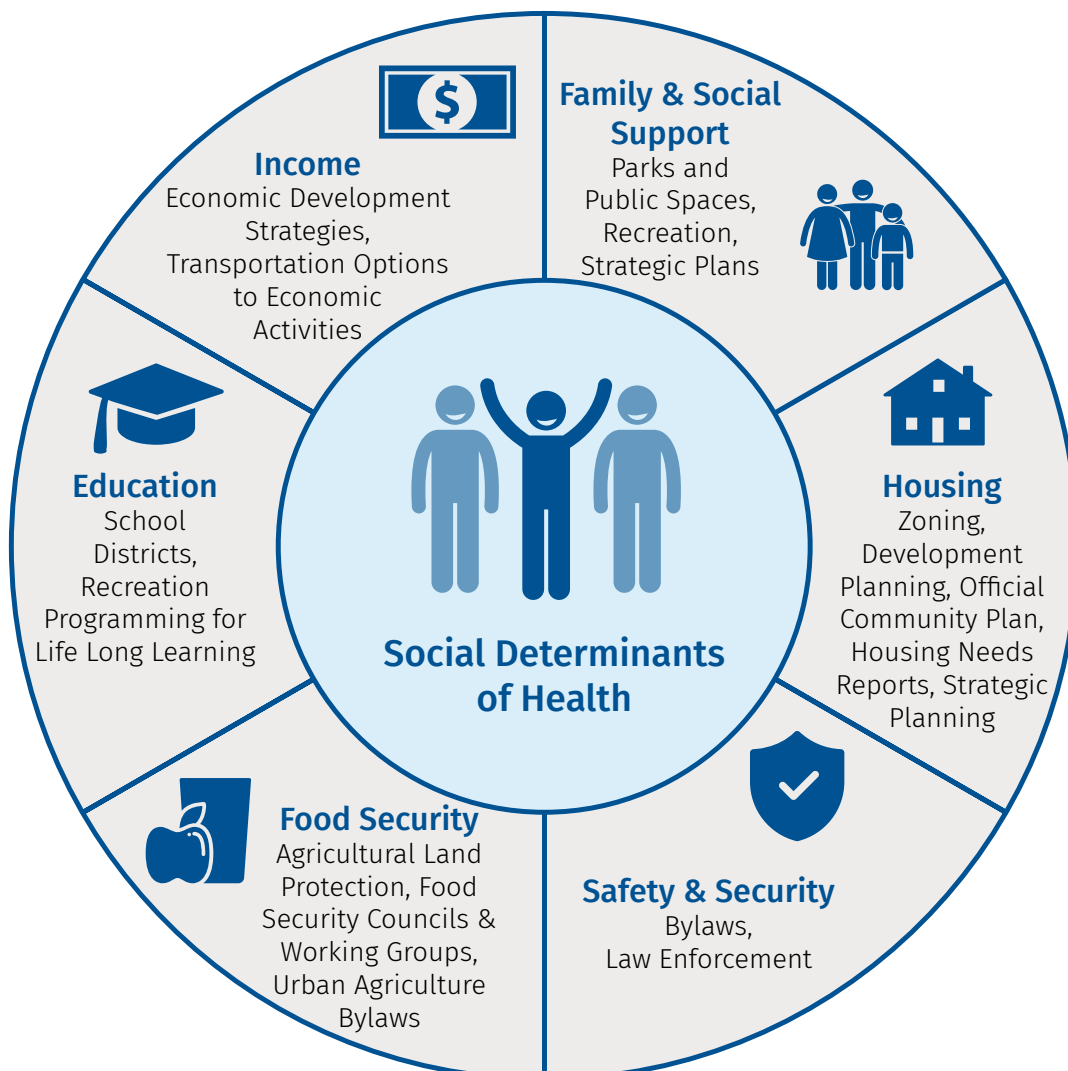 $
Income
Economic Development
Strategies,
Transportation Options
to Economic
Activities
Family & Social
Support
Parks and
Public Spaces,
Recreation,
Strategic Plans
Housing
Zoning,
Development
Planning, Official
Community Plan,
Housing Needs
Reports, Strategic
Planning
Safety & Security
Bylaws,
Law Enforcement
Food Security
Agricultural Land
Protection, Food
Security Councils &
Working Groups,
Urban Agriculture
Bylaws
Education
School
Districts,
Recreation
Programming for
Life Long Learning
Social Determinants
of Health